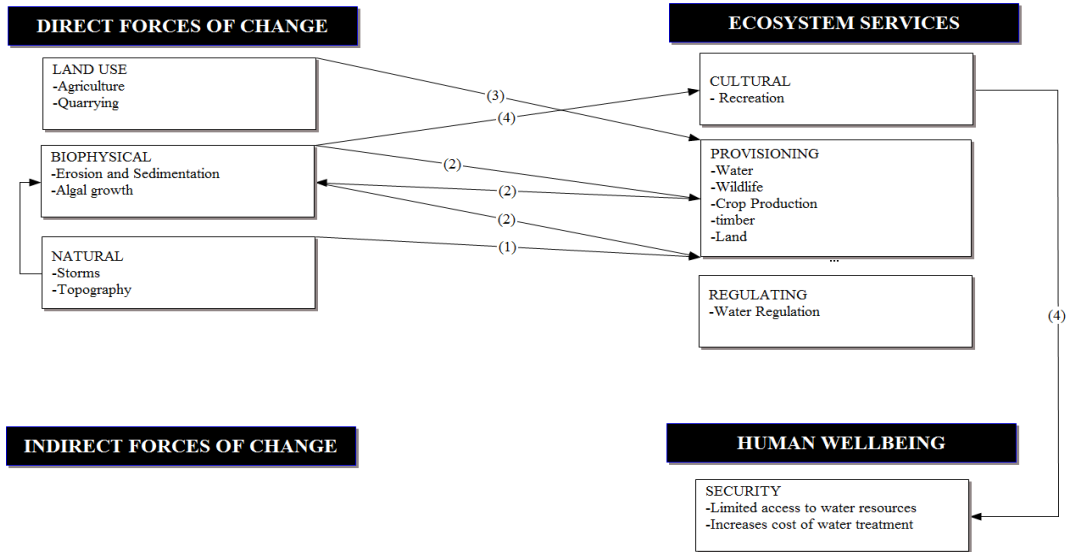 DIRECT FORCES OF CHANGE
LAND USE
-Agriculture
-Quarrying
BIOPHYSICAL
-Erosion and Sedimentation
-Algal growth
NATURAL
-Storms
-Topography
(3)
(4)
(2)
(2)
(2)
(1)
ECOSYSTEM SERVICES
CULTURAL
- Recreation
PROVISIONING
-Water
-Wildlife
-Crop Production
-timber
-Land
...
REGULATING
-Water Regulation
(4)
INDIRECT FORCES OF CHANGE
HUMAN WELLBEING
SECURITY
-Limited access to water resources
-Increases cost of water treatment